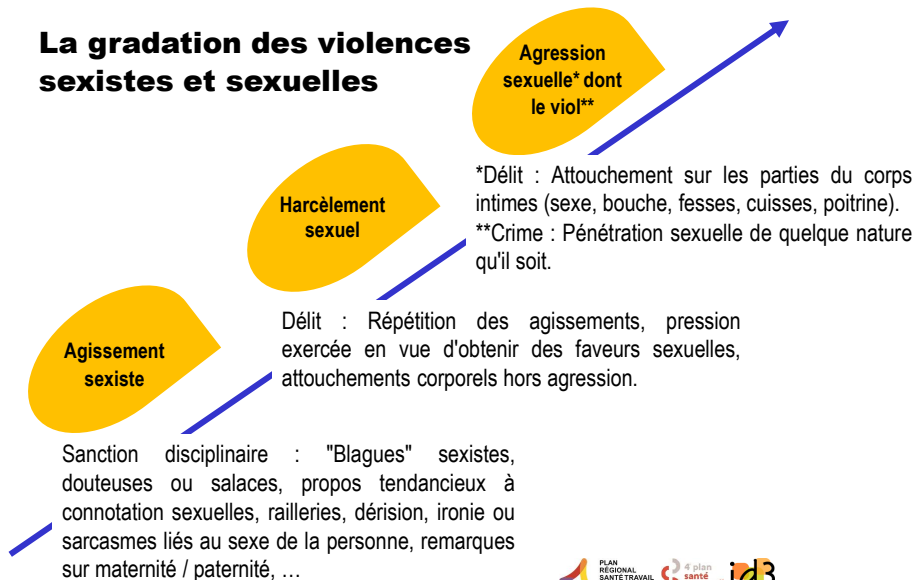 La gradation des violences
sexistes et sexuelles
Agression
sexuelle* dont
le viol**
*Délit : Attouchement sur les parties du corps
intimes (sexe, bouche, fesses, cuisses, poitrine).
**Crime : Pénétration sexuelle de quelque nature
qu'il soit.
Harcèlement
sexuel
Délit : Répétition des agissements, pression
exercée en vue d'obtenir des faveurs sexuelles,
attouchements corporels hors agression.
Agissement
sexiste
Sanction disciplinaire : "Blagues" sexistes,
douteuses ou salaces, propos tendancieux à
connotation sexuelles, railleries, dérision, ironie ou
sarcasmes liés au sexe de la personne, remarques
sur maternité / paternité, …
PLAN
RÉGIONAL
SANTÉ TRAVAIL
4 plan
santé
id3